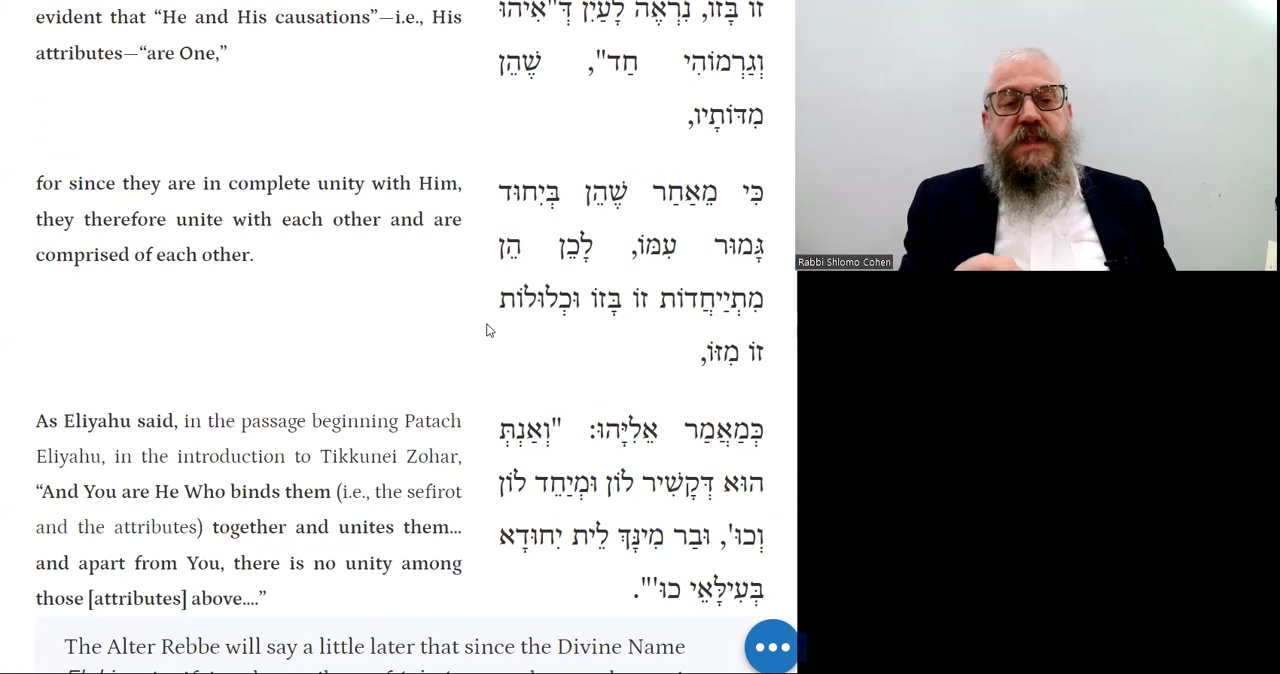 evident that “He and His causations”—i.e., His
attributes—“are One,”
for since they are in complete unity with Him,
they therefore unite with each other and are
comprised of each other.
As Eliyahu said, in the passage beginning Patach
Eliyahu, in the introduction to Tikkunei Zohar,
“And You are He Who binds them (i.e., the sefirot
and the attributes) together and unites them...
and apart from You, there is no unity among
those [attributes] above....”
זוֹ בָּזוֹ, נִרְאֶה לָעַיִן דְּ"אִיהוּ
וְגַרְמוֹהִי חַד", שֶׁהֵן
מִדּוֹתָיו,
כִּי מֵאַחַר שֶׁהֵן בְּיִחוּד
גָּמוּר עִמּוֹ, לָכֵן הֵן
מִתְיַיחֲדוֹת זוֹ בָּזוֹ וּכְלוּלוֹת
זוֹ מִזּוֹ,
כְּמַאֲמַר אֵלִיָּהוּ: "וְאַנְתְּ
הוּא דְּקָשִׁיר לוֹן וּמְיַחֵד לוֹן
וְכוּ', וּבַר מִינָּךְ לֵית יִחוּדָא
בְּעִילָּאֵי כוּ'".
The Alter Rebbe will say a little later that since the Divine Name
Rabbi Shlomo Cohen